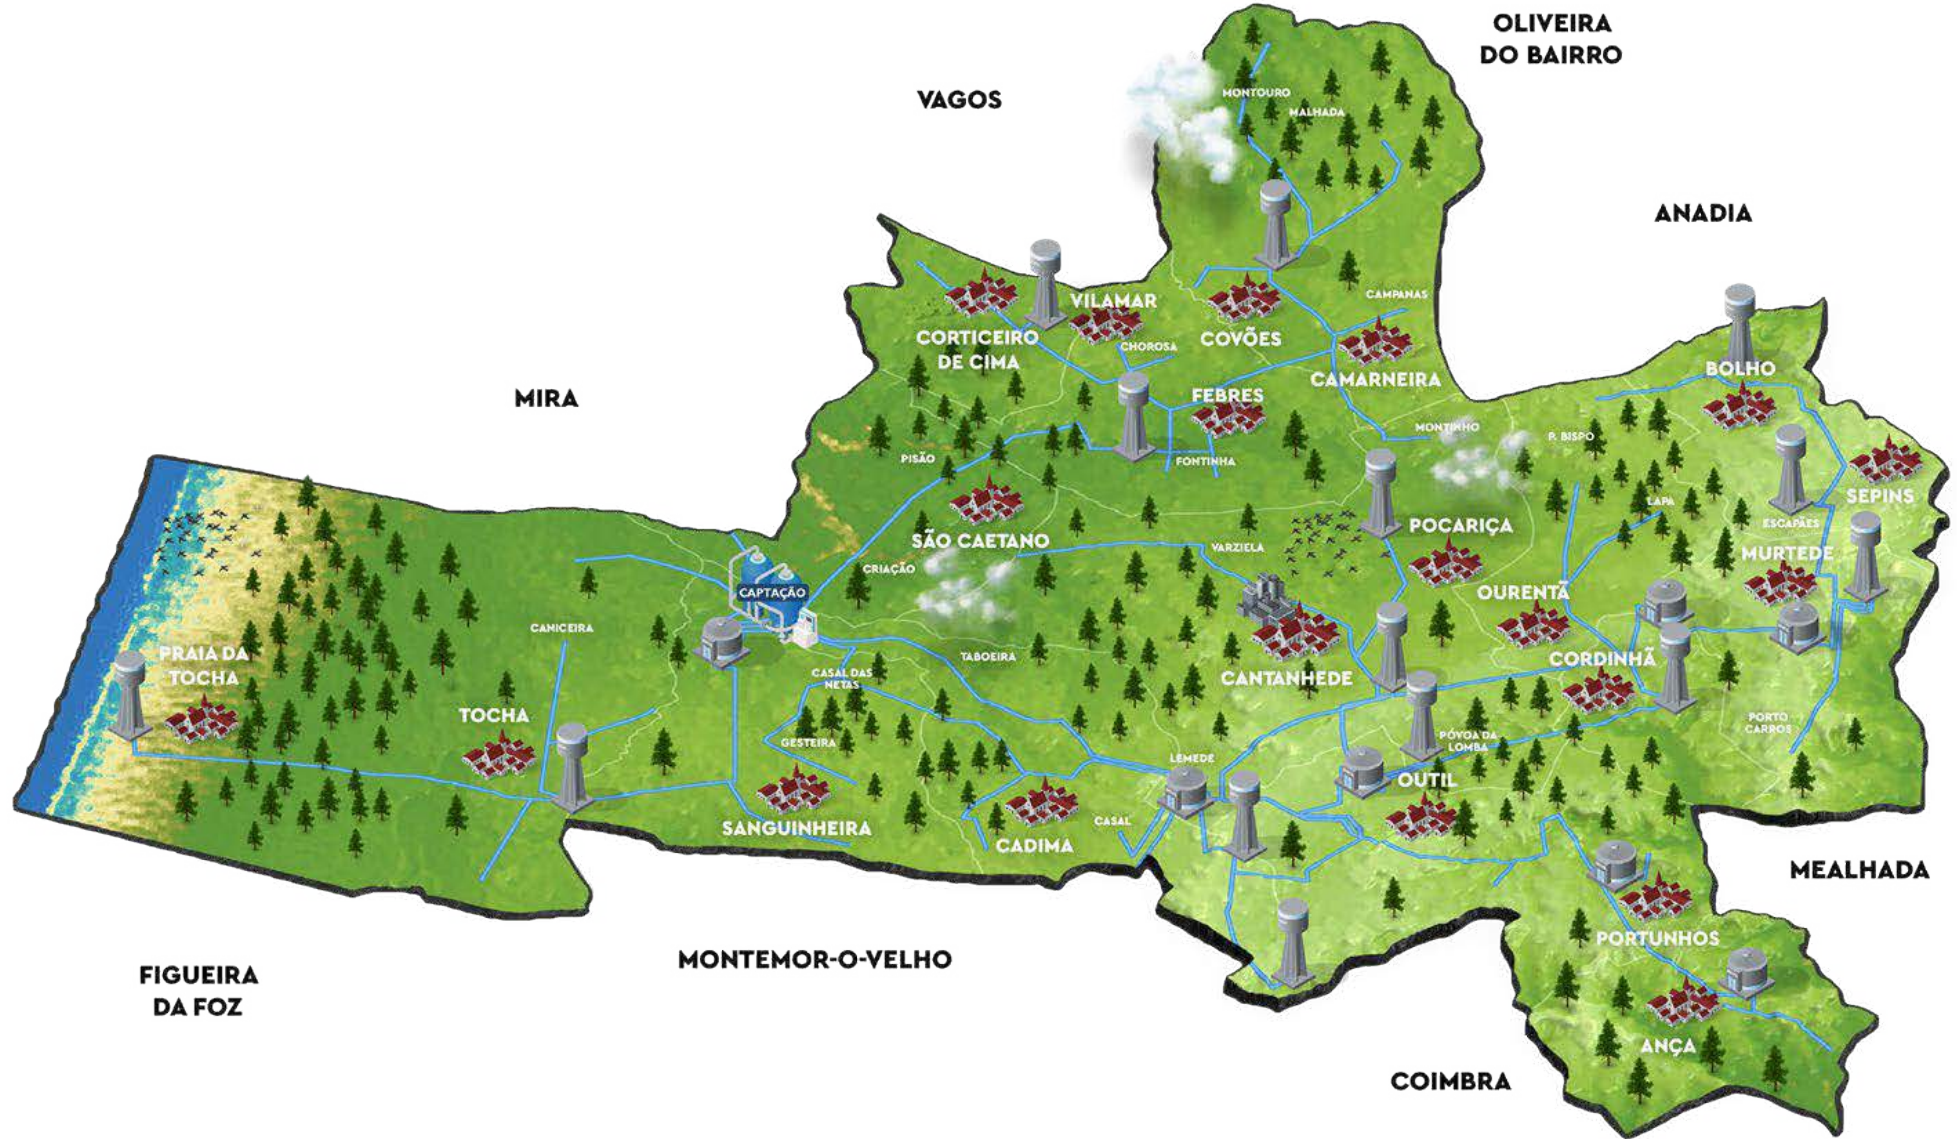 OLIVEIRA
DO BAIRRO
VAGOS
MONTOURO
MALHADA
ANADIA
CAMPANAS
VILAMAR
CORTICEIRO
DE CIMA
CHOROSA
COVÕES
CAMARNEIRA
BOLHO
MIRA
FEBRES
MONTINHO
P. BISPO
PISÃO
FONTINHA
SEPINS
LAPA
ESCAPÃES
POCARIÇA
SÃO CAETANO
VARZIELA
MURTEDE
CRIAÇÃO
CAPTAÇÃO
OURENTÃ
CANICEIRA
PRAIA DA
TOCHA
TABOEIRA
CASAL DAS
NETAS
CANTANHEDE
CORDINHÃ
TOCHA
GESTEIRA
PÓVOA DA
LOMBA
PORTO
CARROS
LEMEDE
OUTIL
SANGUINHEIRA
CASAL
CADIMA
MEALHADA
PORTUNHOS
FIGUEIRA
DA FOZ
MONTEMOR-O-VELHO
ANÇA
COIMBRA